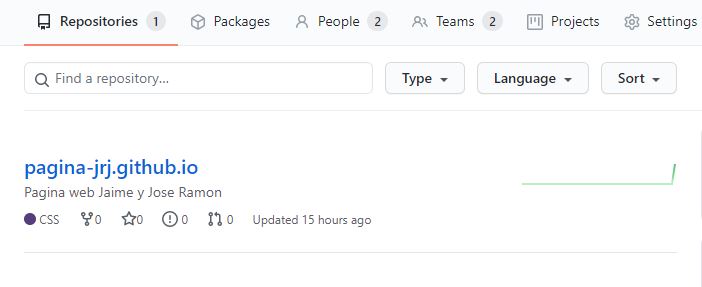 Repositories 1 Packages People 2 Teams 2 Projects Settings
Find a repository... Type Language Sort
pagina-jrj.github.io
Pagina web Jaime y Jose Ramon
CSS 0 0 0 0 Updated 15 hours ago